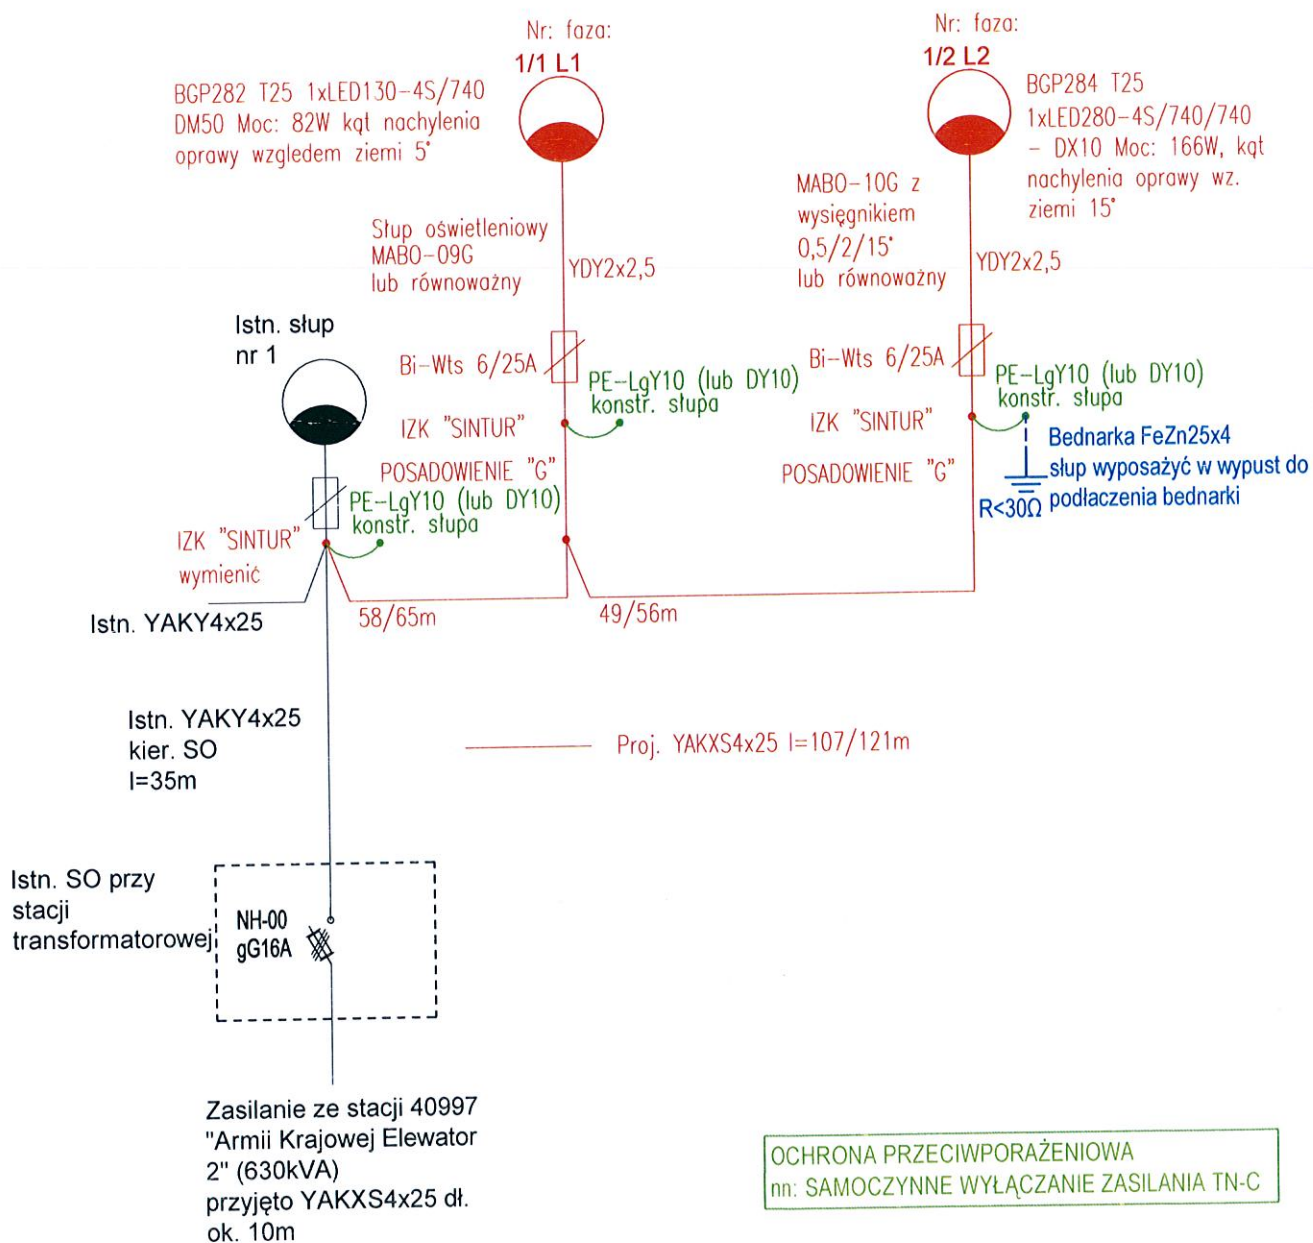 Nr: faza:
1/1 L1
BGP282 T25 1xLED130-4S/740
DM50 Moc: 82W kąt nachylenia
oprawy wzgledem ziemi 5°
Nr: faza:
1/2 L2
BGP284 T25
1xLED280-4S/740/740
- DX10 Moc: 166W, kąt
nachylenia oprawy wz.
ziemi 15°
Słup oświetleniowy
MABO-09G
lub równoważny
YDY2x2,5
MABO-10G z
wysięgnikiem
0,5/2/15°
lub równoważny
YDY2x2,5
Istn. słup
nr 1
Bi-Wts 6/25A
PE-LgY10 (lub DY10)
konstr. słupa
IZK "SINTUR"
POSADOWIENIE "G"
Bi-Wts 6/25A
PE-LgY10 (lub DY10)
konstr. słupa
IZK "SINTUR"
POSADOWIENIE "G"
Bednarka FeZn25x4
słup wyposażyć w wypust do
podłaczenia bednarki
R<30Ω
PE-LgY10 (lub DY10)
konstr. słupa
IZK "SINTUR"
wymienić
Istn. YAKY4x25
58/65m
49/56m
Istn. YAKY4x25
kier. SO
l=35m
Proj. YAKXS4x25 l=107/121m
Istn. SO przy
stacji
transformatorowej
NH-00
gG16A
Zasilanie ze stacji 40997
"Armii Krajowej Elewator
2" (630kVA)
przyjęto YAKXS4x25 dł.
ok. 10m
OCHRONA PRZECIWPORAŻENIOWA
nn: SAMOCZYNNE WYŁĄCZANIE ZASILANIA TN-C